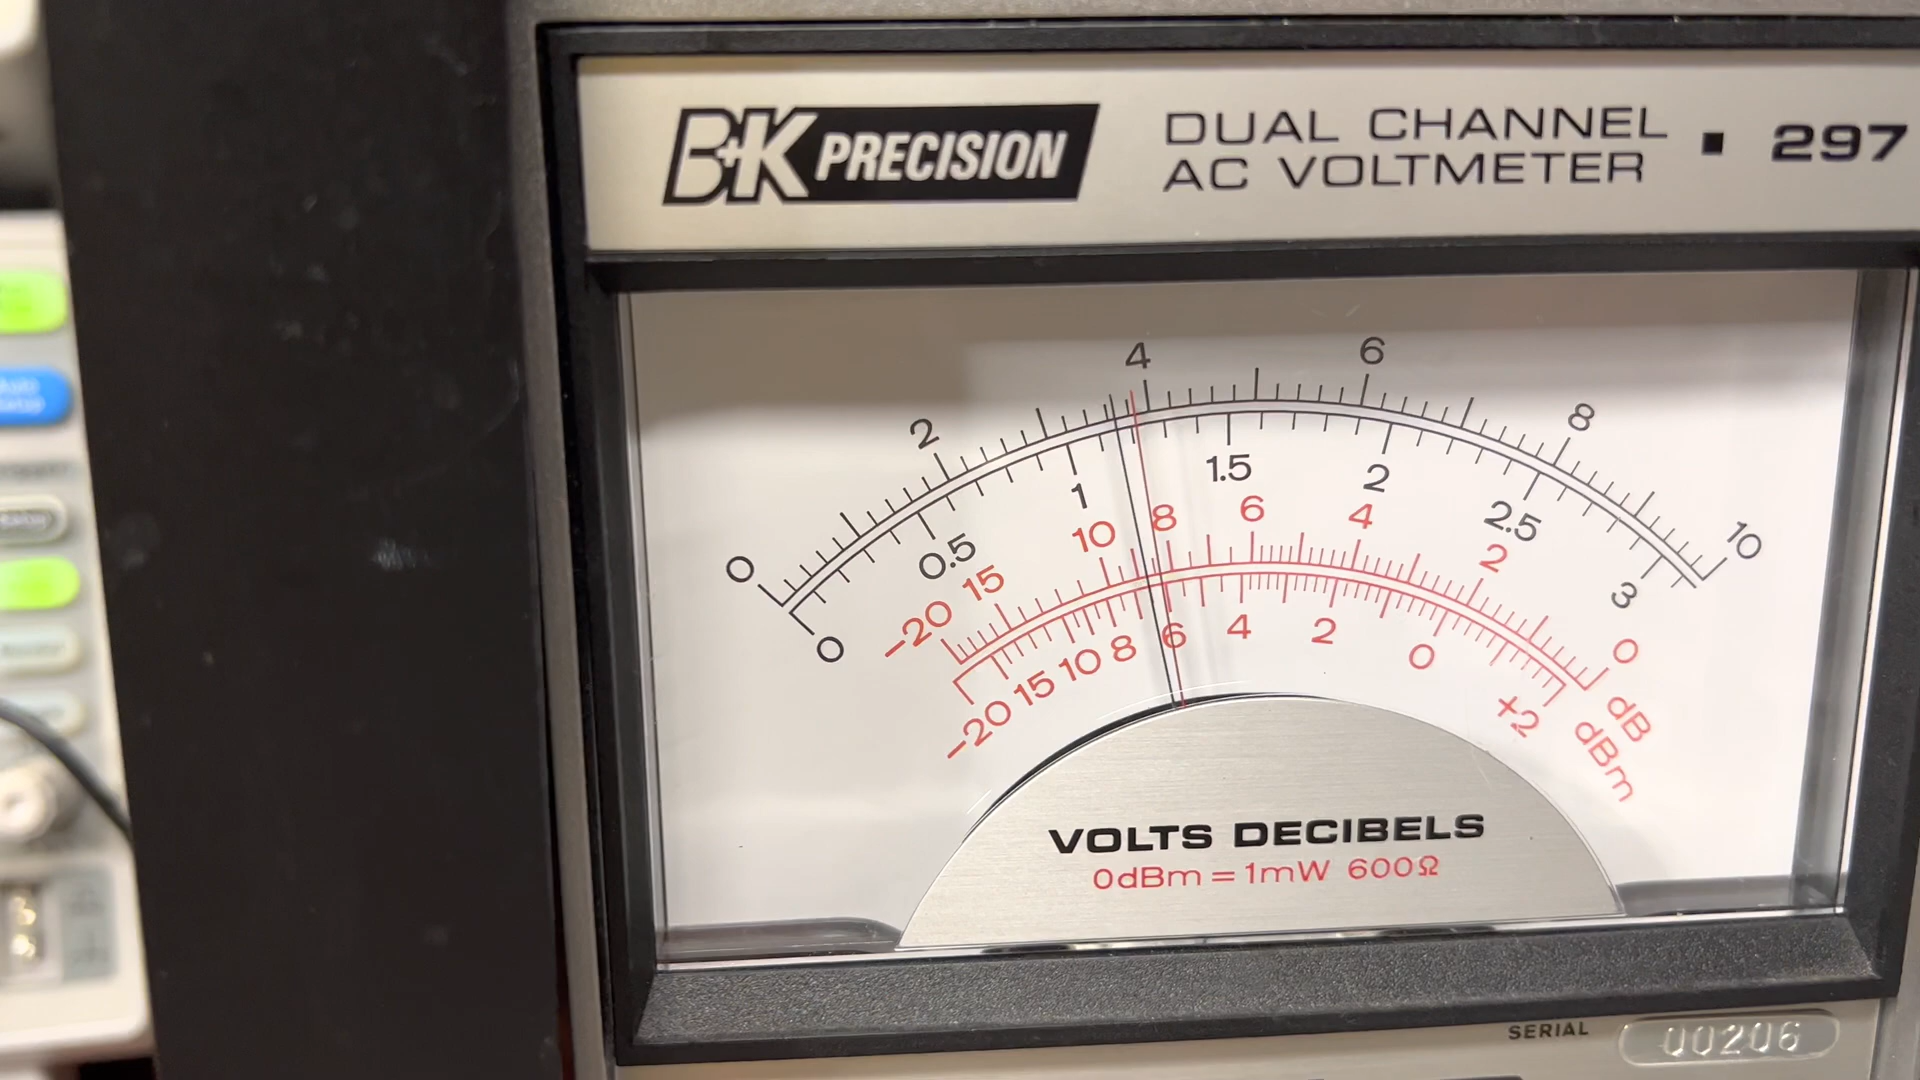 B+K PRECISION
DUAL CHANNEL
AC VOLTMETER
297
0 2 4 6 8 10
0 0.5 1 1.5 2 2.5 3
-20 15 10 8 6 4 2 0 dB
-20 15 10 8 6 4 2 0 +2 dBm
VOLTS DECIBELS
0dBm = 1mW 600Ω
SERIAL 00206